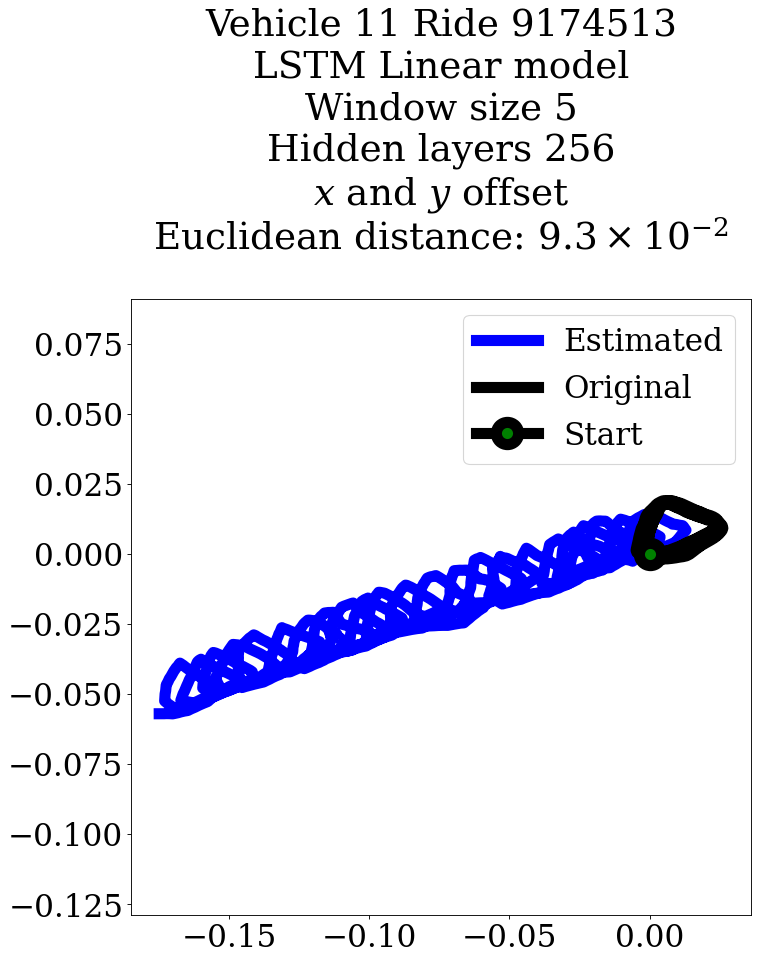 Vehicle 11 Ride 9174513
LSTM Linear model
Window size 5
Hidden layers 256
x and y offset
Euclidean distance: 9.3 × 10⁻²
Estimated
Original
Start
0.075
0.050
0.025
0.000
−0.025
−0.050
−0.075
−0.100
−0.125
−0.15 −0.10 −0.05 0.00